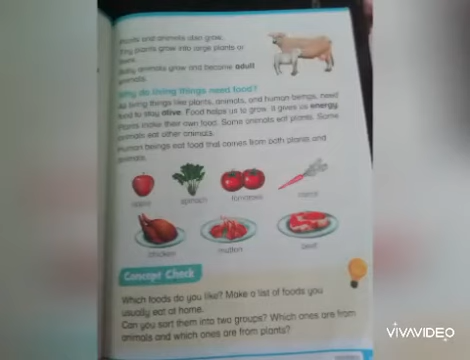 Plants and animals also grow.
Tiny plants grow into large plants or
trees.
Baby animals grow and become adult
animals.
Why do living things need food?
All living things like plants, animals, and human beings, need
food to stay alive. Food helps us to grow. It gives us energy.
Plants make their own food. Some animals eat plants. Some
animals eat other animals.
Human beings eat food that comes from both plants and
animals.
apple spinach tomatoes carrot
chicken mutton beef
Concept Check
Which foods do you like? Make a list of foods you
usually eat at home.
Can you sort them into two groups? Which ones are from
animals and which ones are from plants?
VIVAVIDEO